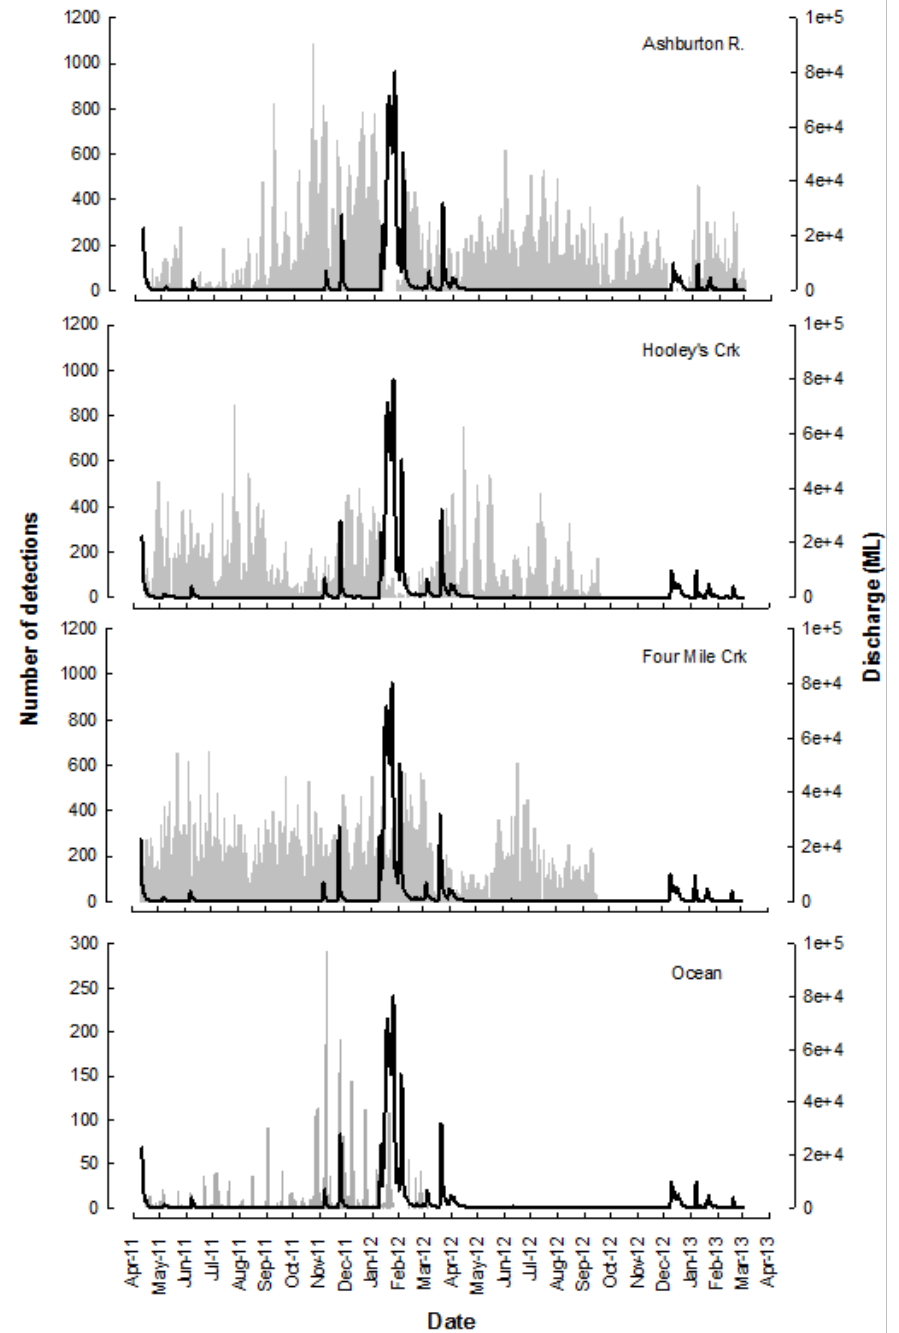 1200
1000
800
600
400
200
0
Ashburton R.
1e+5
8e+4
6e+4
4e+4
2e+4
0
1200
1000
800
600
400
200
0
Hooley's Crk
1e+5
8e+4
6e+4
4e+4
2e+4
0
Number of detections
Discharge (ML)
1200
1000
800
600
400
200
0
Four Mile Crk
1e+5
8e+4
6e+4
4e+4
2e+4
0
300
250
200
150
100
50
0
Ocean
1e+5
8e+4
6e+4
4e+4
2e+4
0
Apr-11
May-11
Jun-11
Jul-11
Aug-11
Sep-11
Oct-11
Nov-11
Dec-11
Jan-12
Feb-12
Mar-12
Apr-12
May-12
Jun-12
Jul-12
Aug-12
Sep-12
Oct-12
Nov-12
Dec-12
Jan-13
Feb-13
Mar-13
Apr-13
Date